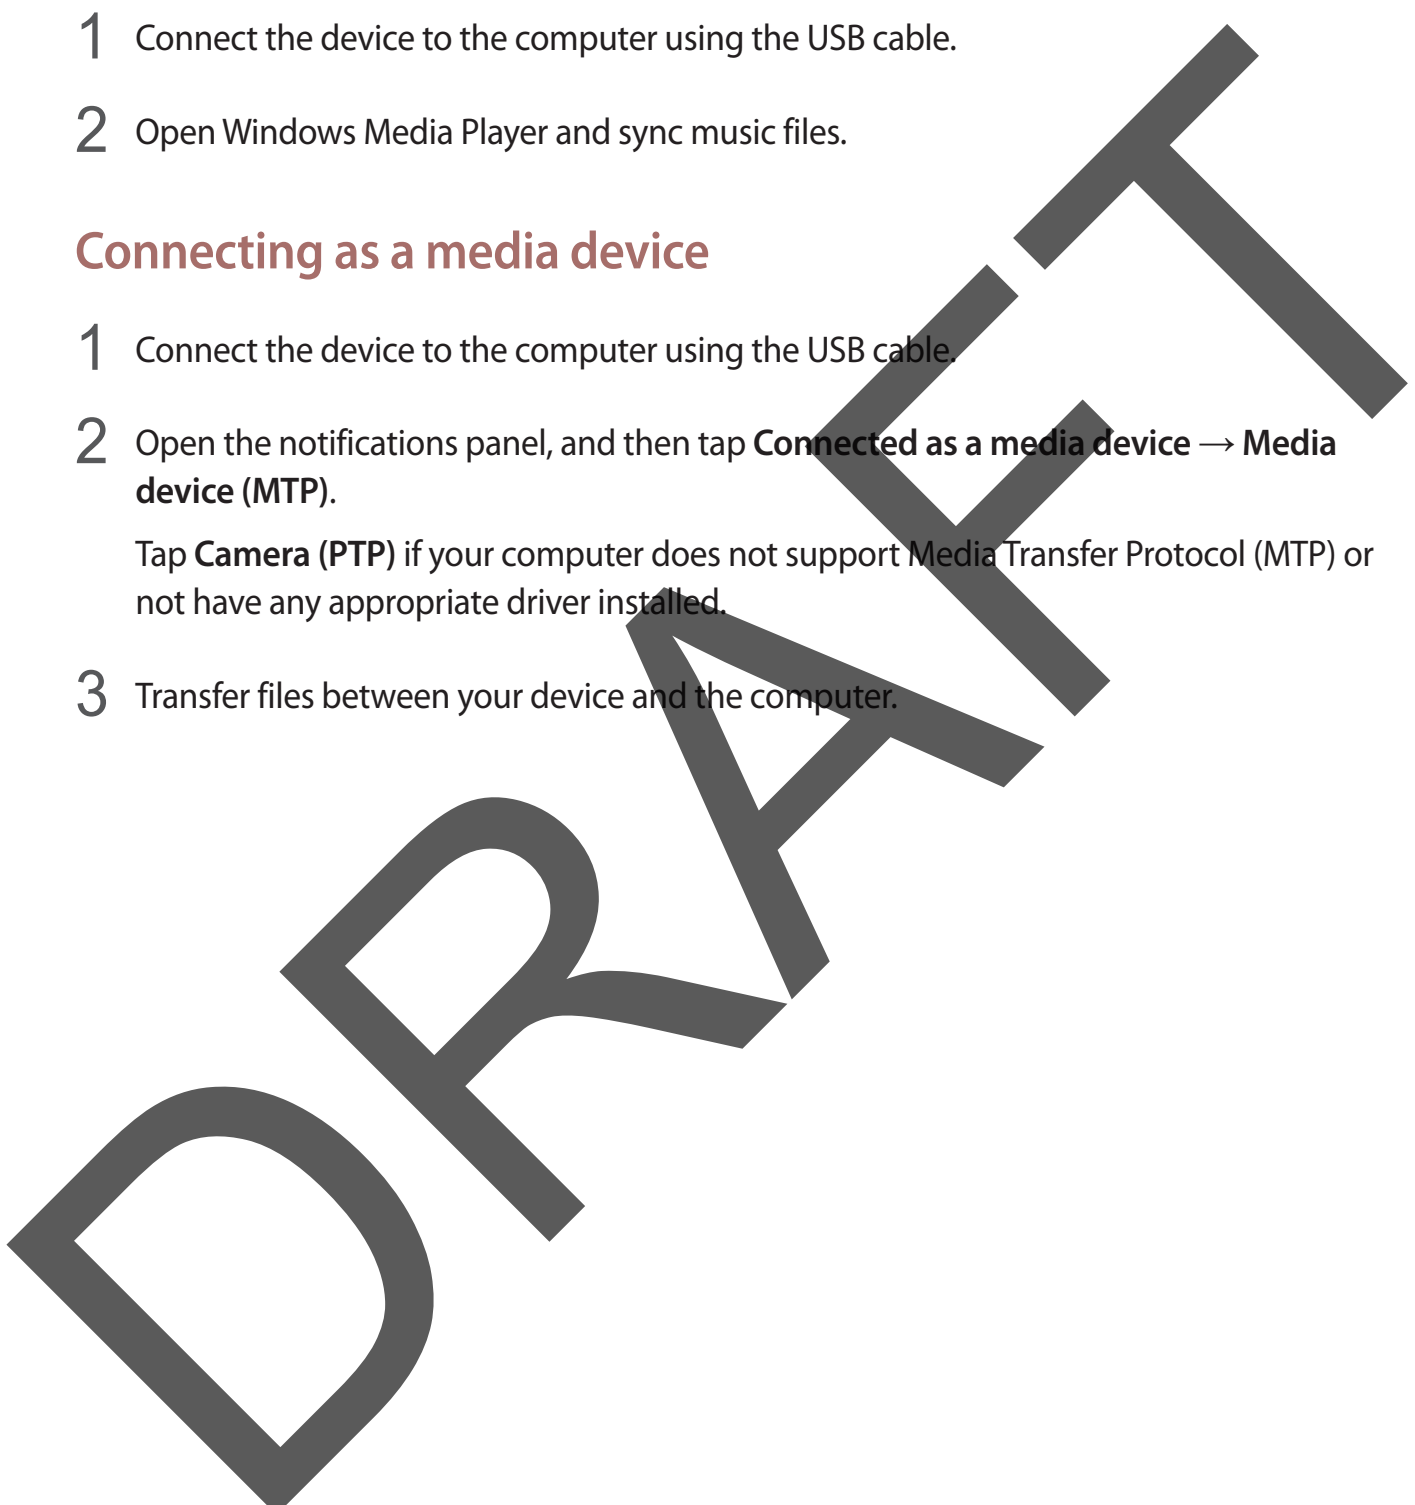 1 Connect the device to the computer using the USB cable.
2 Open Windows Media Player and sync music files.
Connecting as a media device
1 Connect the device to the computer using the USB cable.
2 Open the notifications panel, and then tap Connected as a media device → Media
device (MTP).
Tap Camera (PTP) if your computer does not support Media Transfer Protocol (MTP) or
not have any appropriate driver installed.
3 Transfer files between your device and the computer.
DRAFT